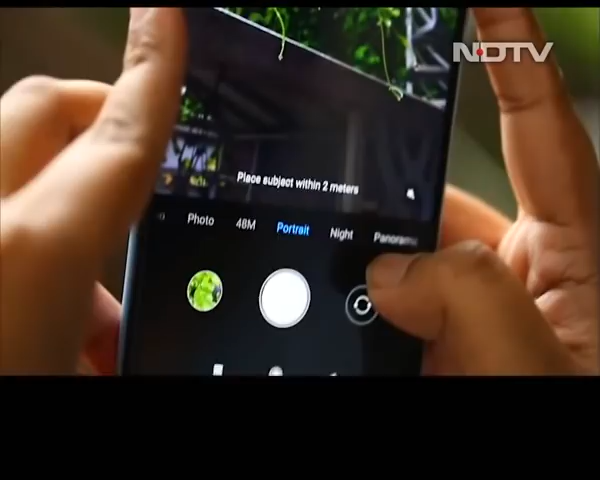 NDTV
Place subject within 2 meters
Photo 48M Portrait Night Panorama